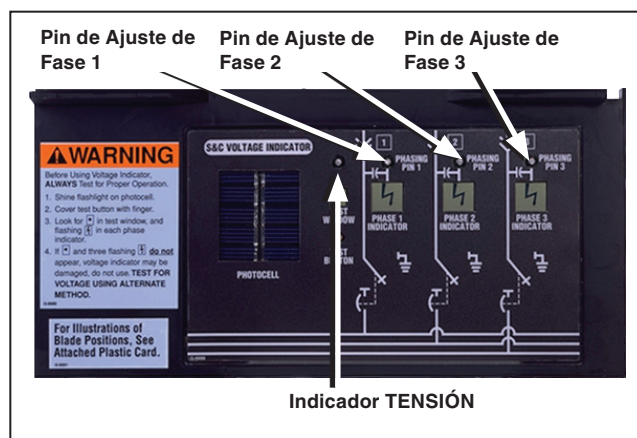 Pin de Ajuste de
Fase 1
Pin de Ajuste de
Fase 2
Pin de Ajuste de
Fase 3
WARNING
Before Using Voltage Indicator,
ALWAYS Test for Proper Operation.
1. Shine flashlight on photocell.
2. Cover test button with finger.
3. Look for in test window, and
flashing in each phase
indicator.
4. If and three flashing do not
appear, voltage indicator may be
damaged, do not use. TEST FOR
VOLTAGE USING ALTERNATE
METHOD.
For Illustrations of
Blade Positions, See
Attached Plastic Card.
S&C VOLTAGE INDICATOR
PHOTOCELL
WINDOW
1
PHASING
PIN 1
PHASE 1
INDICATOR
2
PHASING
PIN 2
PHASE 2
INDICATOR
PHASING
PIN 3
PHASE 3
INDICATOR
Indicador TENSIÓN